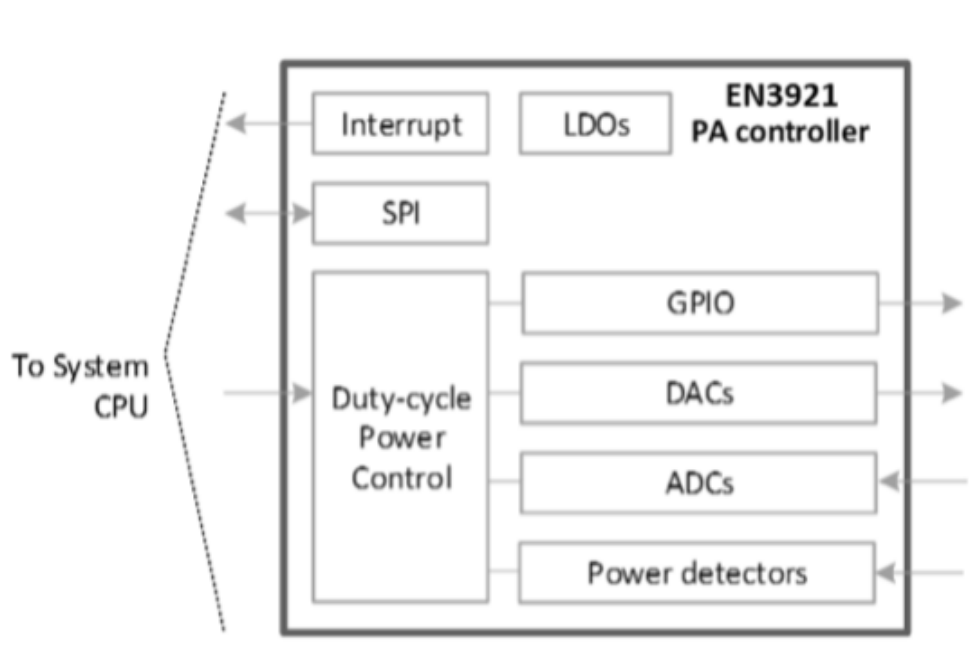 EN3921
PA controller
Interrupt
LDOs
SPI
GPIO
To System
CPU
Duty-cycle
Power
Control
DACs
ADCs
Power detectors